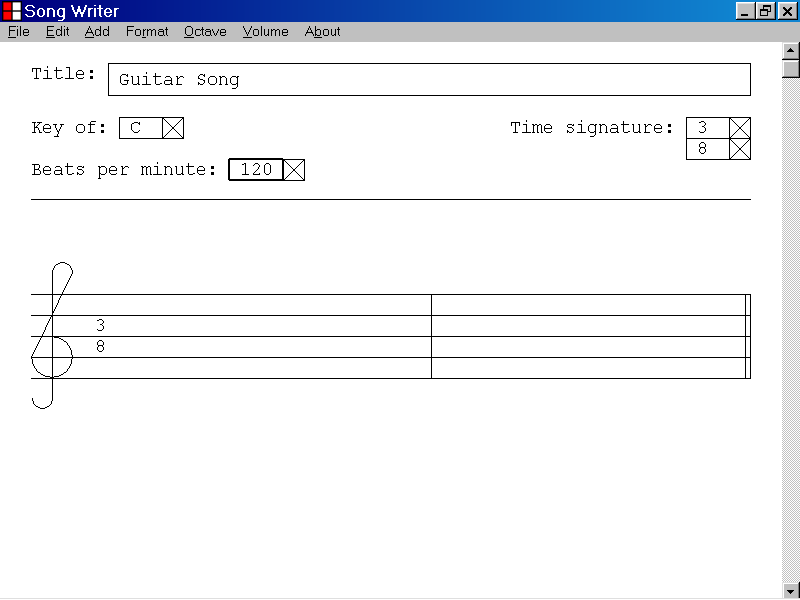 Song Writer
File Edit Add Format Octave Volume About
Title: Guitar Song
Key of: C Time signature: 3
8
Beats per minute: 120
3
8